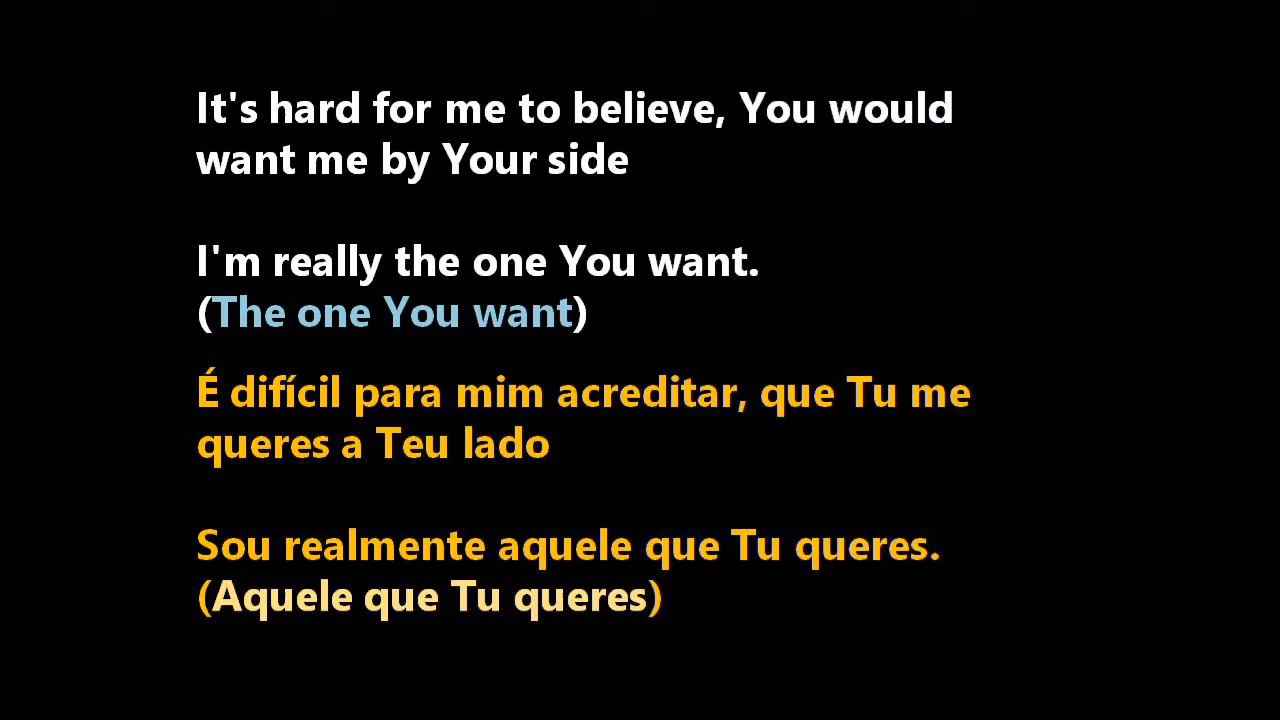 It's hard for me to believe, You would
want me by Your side
I'm really the one You want.
(The one You want)
É difícil para mim acreditar, que Tu me
queres a Teu lado
Sou realmente aquele que Tu queres.
(Aquele que Tu queres)